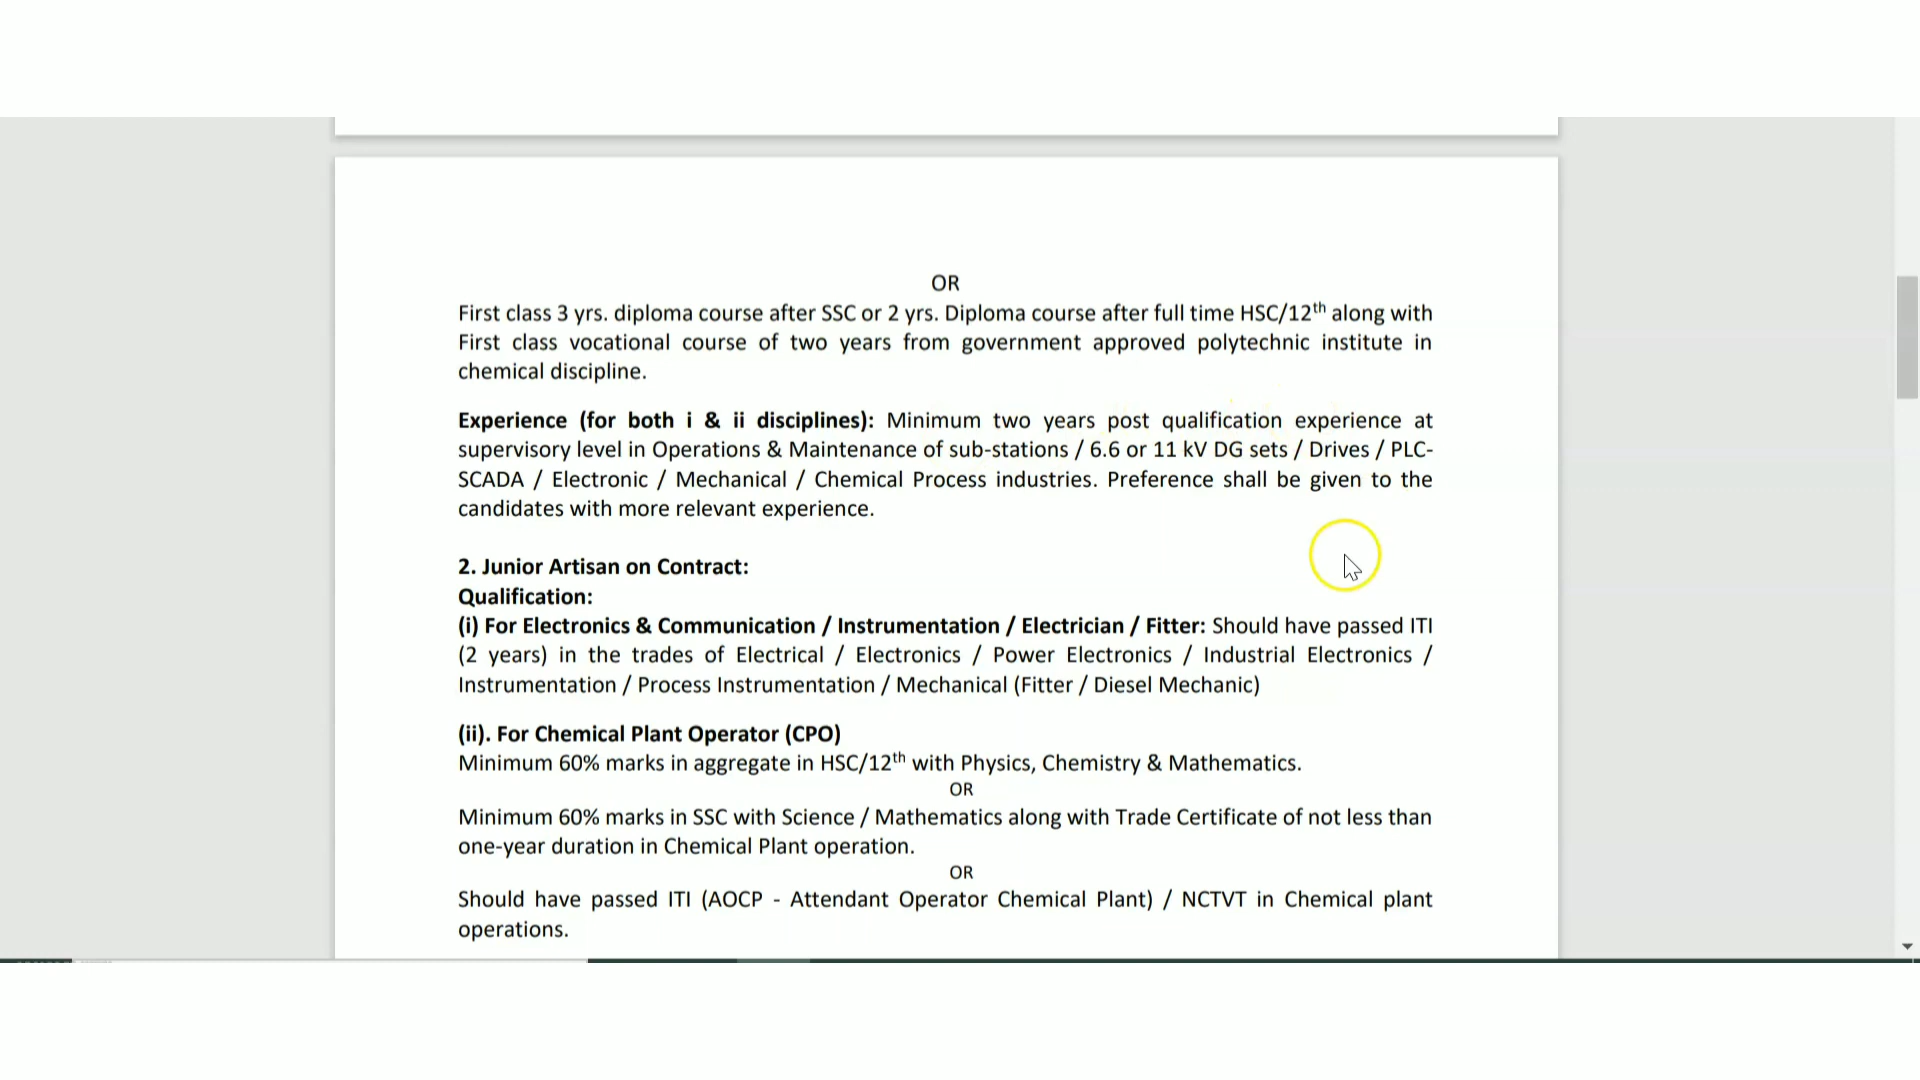 OR
First class 3 yrs. diploma course after SSC or 2 yrs. Diploma course after full time HSC/12th along with
First class vocational course of two years from government approved polytechnic institute in
chemical discipline.
Experience (for both i & ii disciplines): Minimum two years post qualification experience at
supervisory level in Operations & Maintenance of sub-stations / 6.6 or 11 kV DG sets / Drives / PLC-
SCADA / Electronic / Mechanical / Chemical Process industries. Preference shall be given to the
candidates with more relevant experience.
2. Junior Artisan on Contract:
Qualification:
(i) For Electronics & Communication / Instrumentation / Electrician / Fitter: Should have passed ITI
(2 years) in the trades of Electrical / Electronics / Power Electronics / Industrial Electronics /
Instrumentation / Process Instrumentation / Mechanical (Fitter / Diesel Mechanic)
(ii). For Chemical Plant Operator (CPO)
Minimum 60% marks in aggregate in HSC/12th with Physics, Chemistry & Mathematics.
OR
Minimum 60% marks in SSC with Science / Mathematics along with Trade Certificate of not less than
one-year duration in Chemical Plant operation.
OR
Should have passed ITI (AOCP - Attendant Operator Chemical Plant) / NCTVT in Chemical plant
operations.